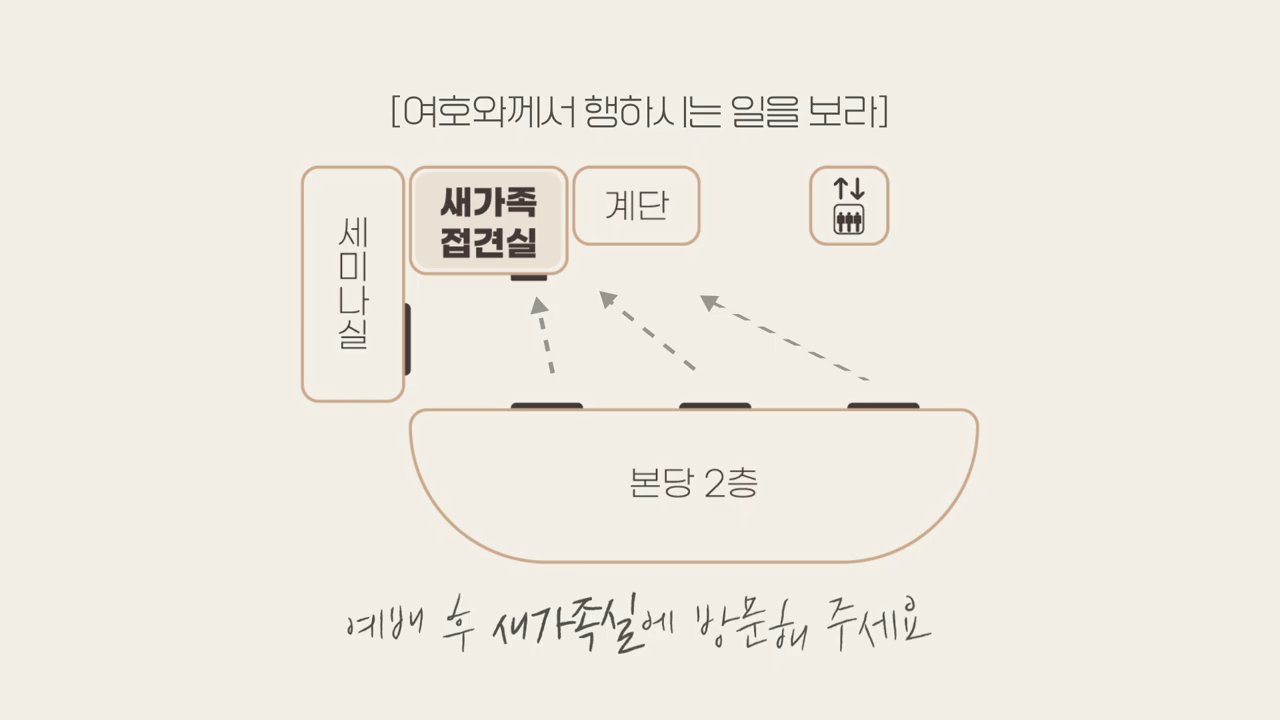 [여호와께서 행하시는 일을 보라]
세미나실
새가족
접견실
계단
본당 2층
예배 후 새가족실에 방문해 주세요